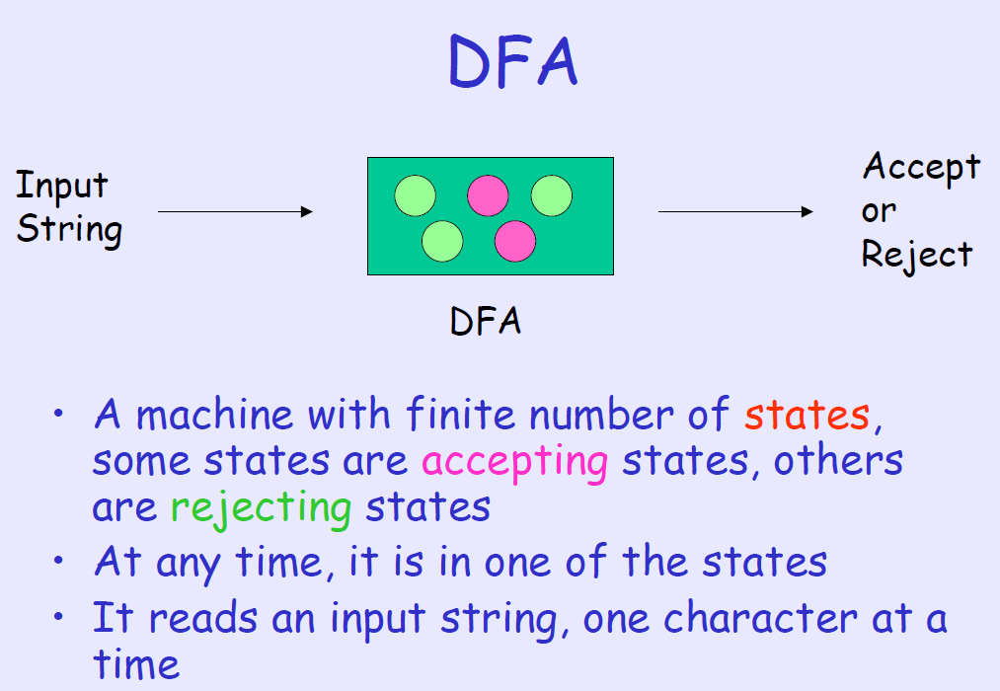 DFA
Input
String
Accept
or
Reject
DFA
• A machine with finite number of states,
some states are accepting states, others
are rejecting states
• At any time, it is in one of the states
• It reads an input string, one character at a
time